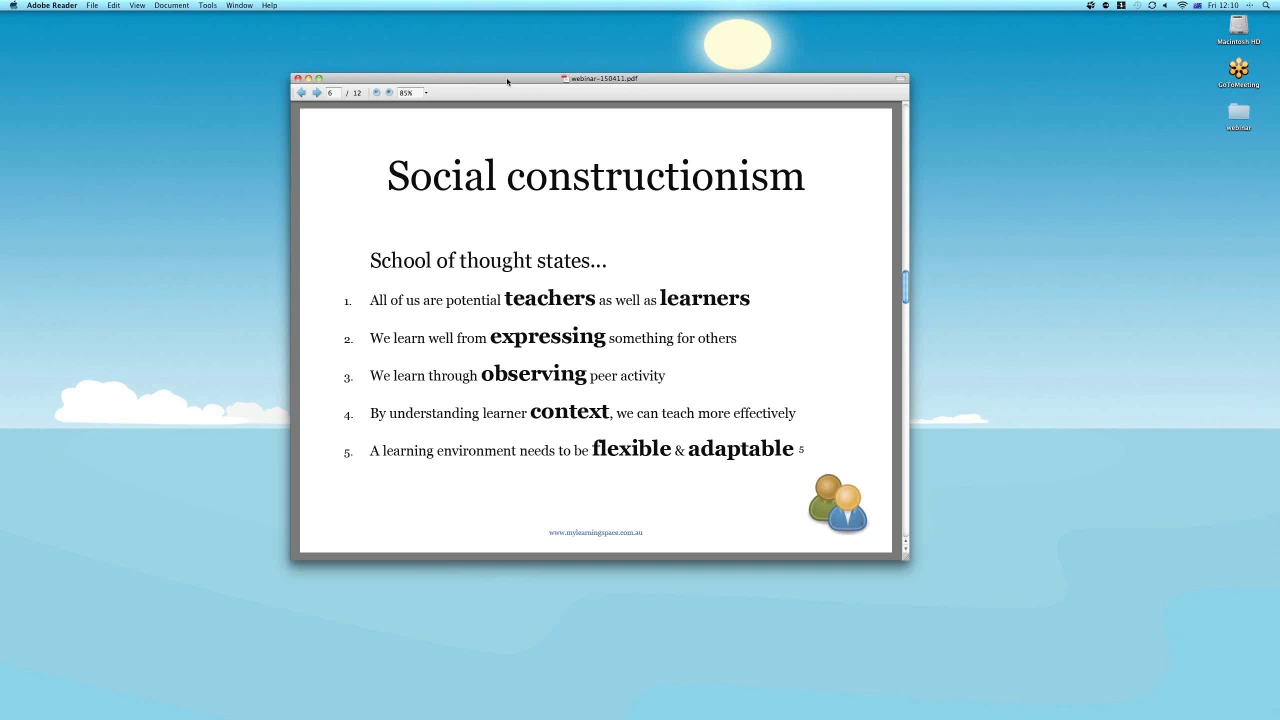 Adobe Reader File Edit View Document Tools Window Help
Fri 12:10
Macintosh HD
GoToMeeting
webinar
webinar-150411.pdf
6 / 12 85%
Social constructionism
School of thought states...
1. All of us are potential teachers as well as learners
2. We learn well from expressing something for others
3. We learn through observing peer activity
4. By understanding learner context, we can teach more effectively
5. A learning environment needs to be flexible & adaptable 5
www.mylearningspace.com.au